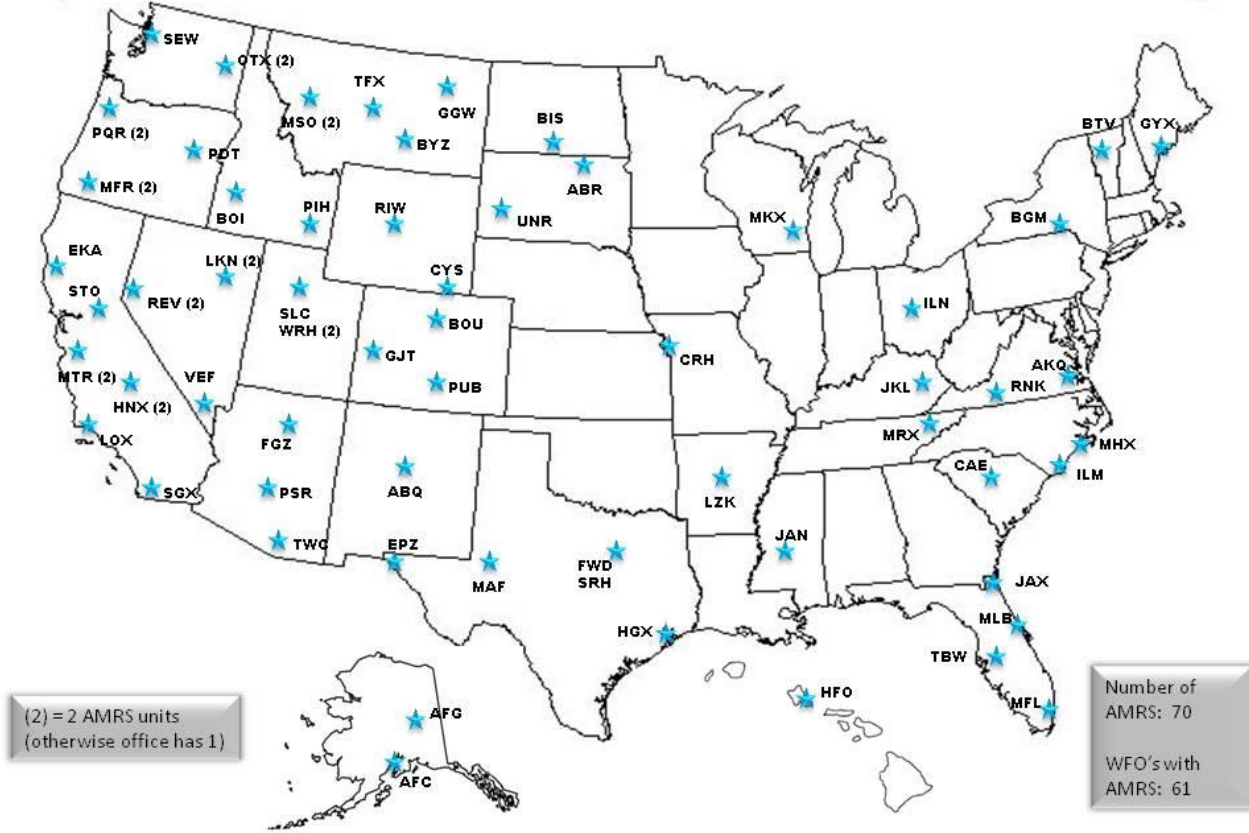 SEW
OTX (2)
TFX
GGW
MSO (2)
BYZ
PQR (2)
PDT
MFR (2)
BOI
PIH
RIW
BIS
ABR
UNR
MKX
BTV
GYX
BGM
EKA
STO
LKN (2)
REV (2)
SLC
WRH (2)
CYS
BOU
GJT
PUB
CRH
ILN
JKL
AKQ
RNK
MTR (2)
HNX (2)
VEF
LOX
SGX
FGZ
PSR
TWC
ABQ
EPZ
MAF
FWD
SRH
HGX
LZK
JAN
MRX
MHX
CAE
ILM
JAX
MLB
TBW
MFL
HFO
AFG
AFC
(2) = 2 AMRS units
(otherwise office has 1)
Number of
AMRS: 70
WFO's with
AMRS: 61